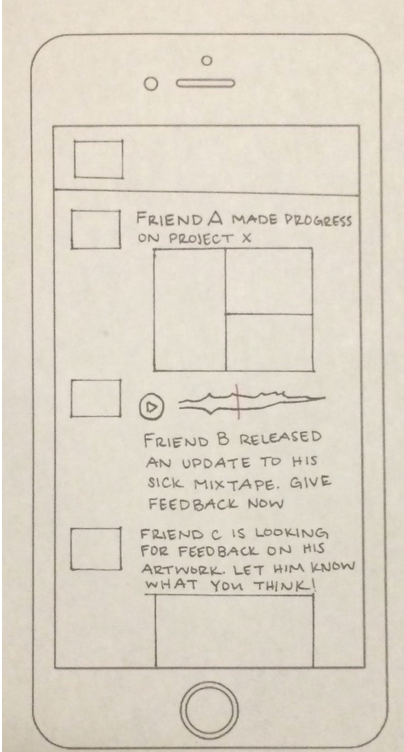 FRIEND A MADE PROGRESS
ON PROJECT X
FRIEND B RELEASED
AN UPDATE TO HIS
SICK MIXTAPE. GIVE
FEEDBACK NOW
FRIEND C IS LOOKING
FOR FEEDBACK ON HIS
ARTWORK. LET HIM KNOW
WHAT YOU THINK!